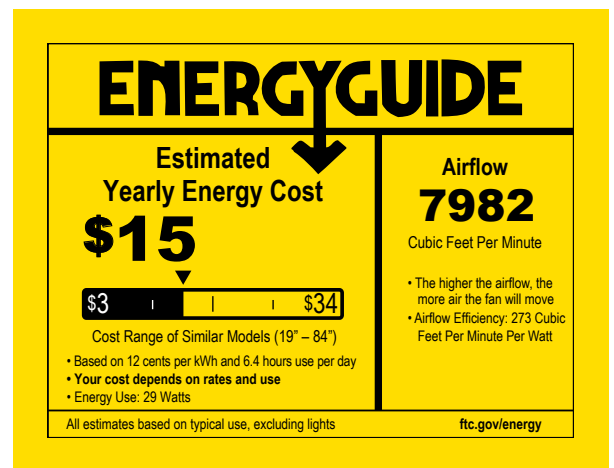 ENERGYGUIDE
Estimated
Yearly Energy Cost
$15
$3 $34
Cost Range of Similar Models (19” – 84”)
• Based on 12 cents per kWh and 6.4 hours use per day
• Your cost depends on rates and use
• Energy Use: 29 Watts
Airflow
7982
Cubic Feet Per Minute
• The higher the airflow, the
more air the fan will move
• Airflow Efficiency: 273 Cubic
Feet Per Minute Per Watt
All estimates based on typical use, excluding lights
ftc.gov/energy